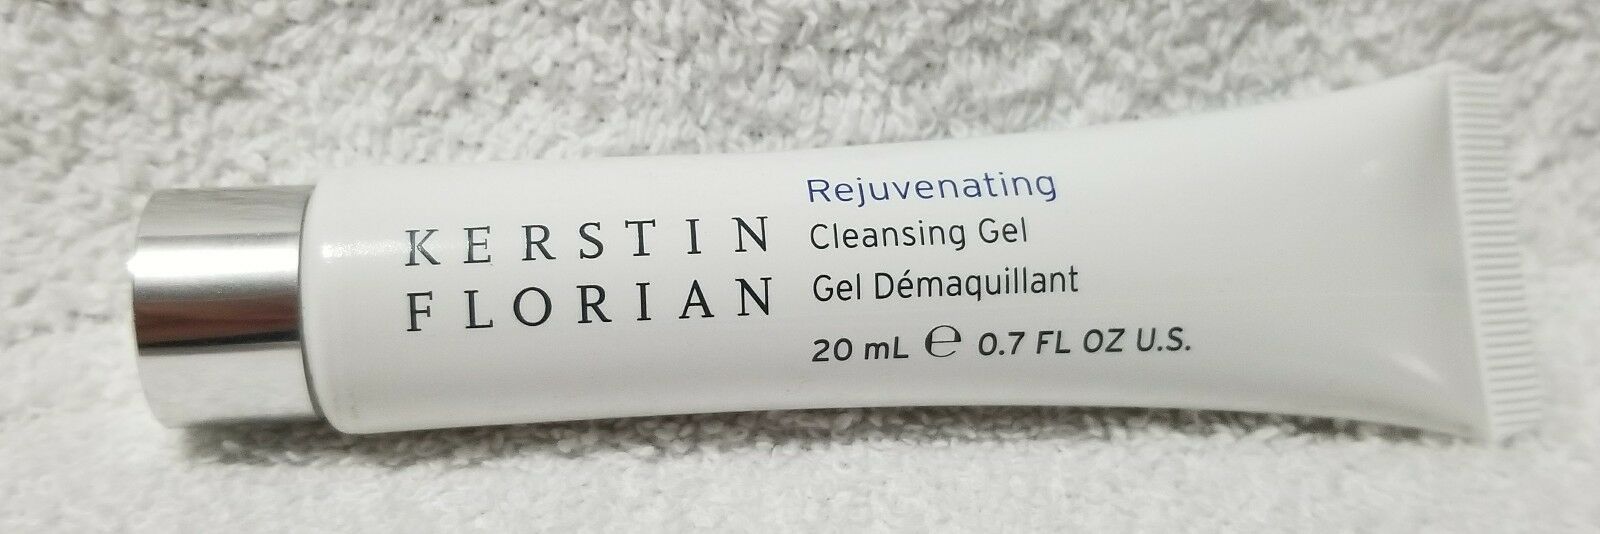 KERSTIN
FLORIAN
Rejuvenating
Cleansing Gel
Gel Démaquillant
20 mL ℮ 0.7 FL OZ U.S.